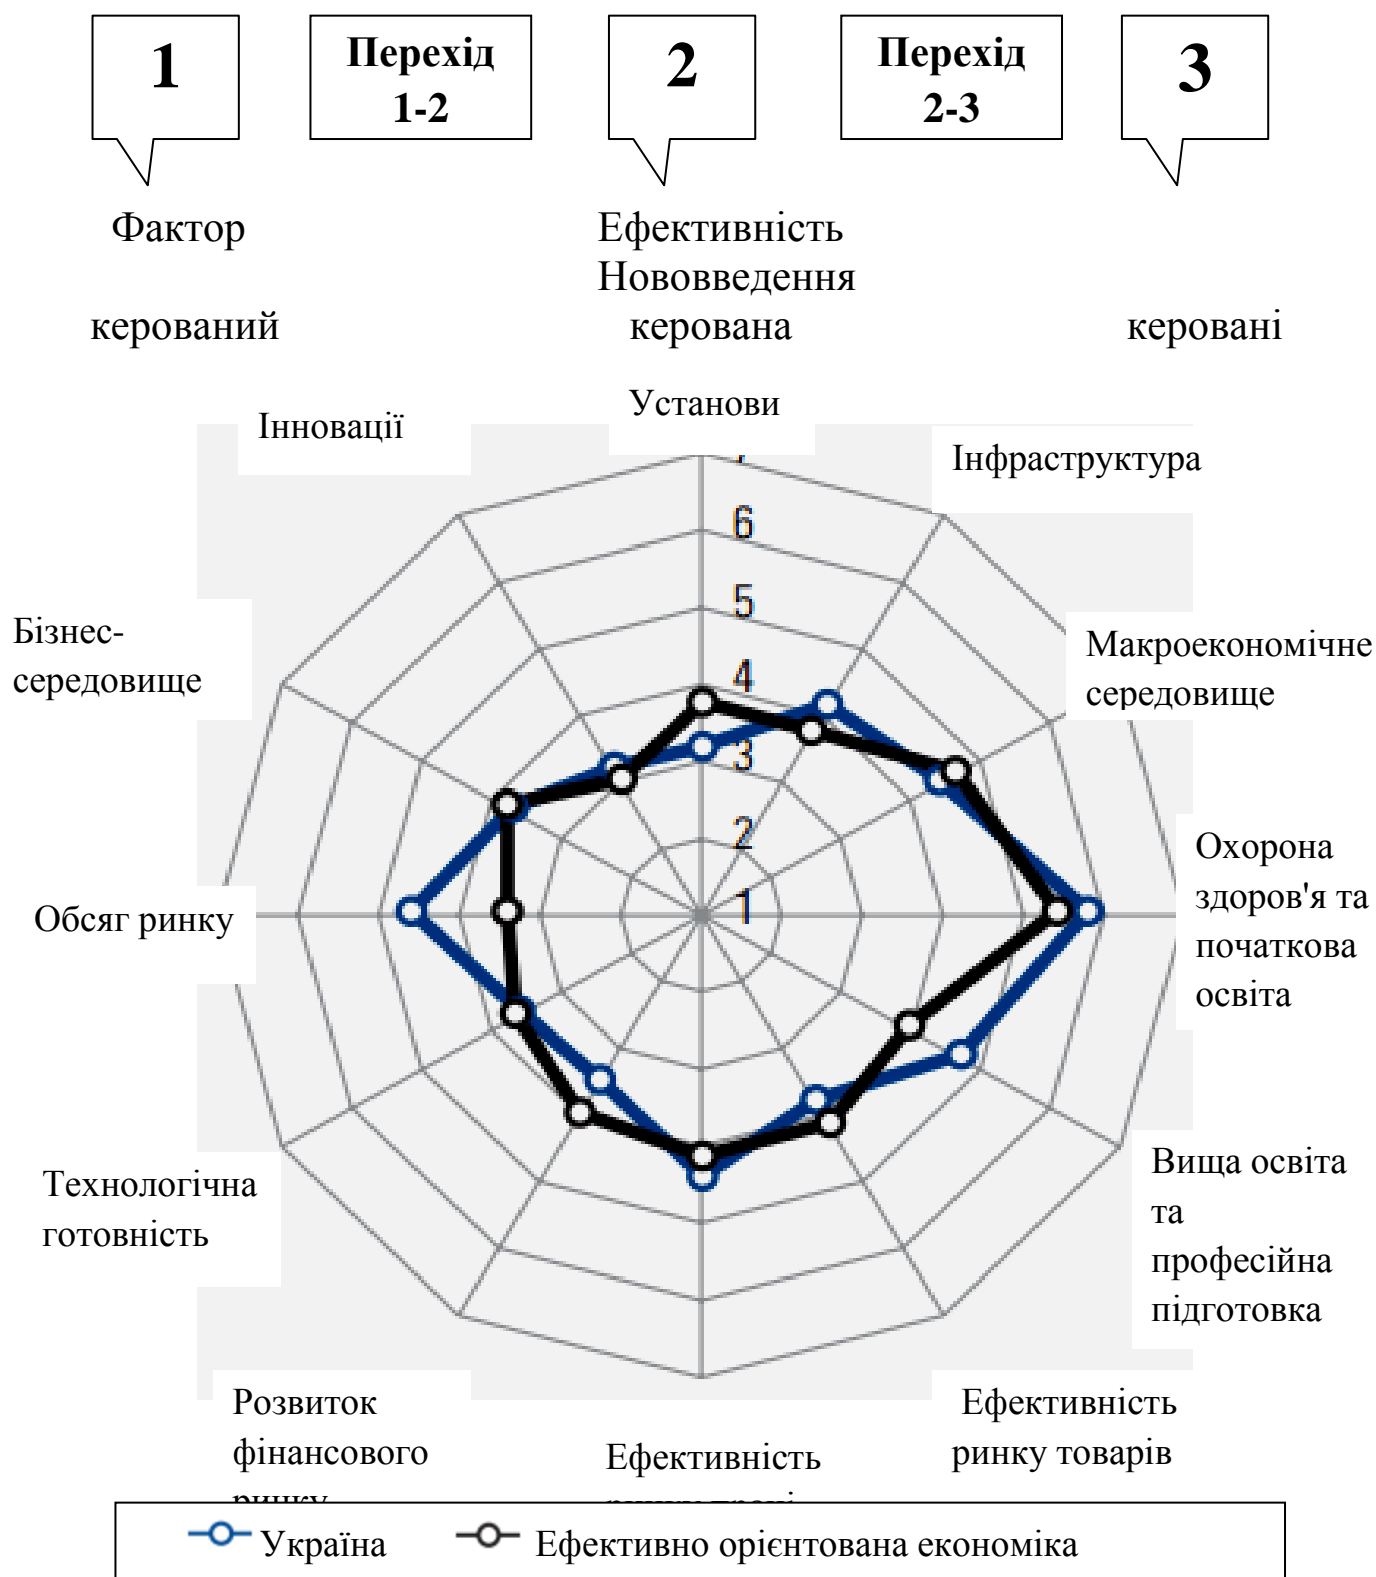 1
Перехід
1-2
2
Перехід
2-3
3
Фактор
Ефективність
Нововведення
керований
керована
керовані
Установи
Інновації
Інфраструктура
6
5
4
3
2
1
Бізнес-
середовище
Макроекономічне
середовище
Обсяг ринку
Охорона
здоров'я та
початкова
освіта
Технологічна
готовність
Вища освіта
та
професійна
підготовка
Розвиток
фінансового
ринку
Ефективність
Ефективність
ринку товарів
Україна
Ефективно орієнтована економіка